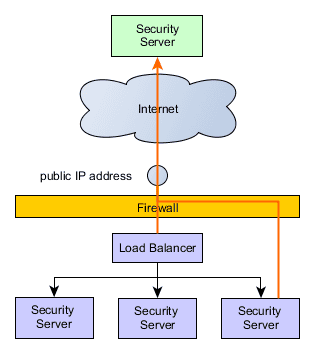 Security
Server
Internet
public IP address
Firewall
Load Balancer
Security
Server
Security
Server
Security
Server